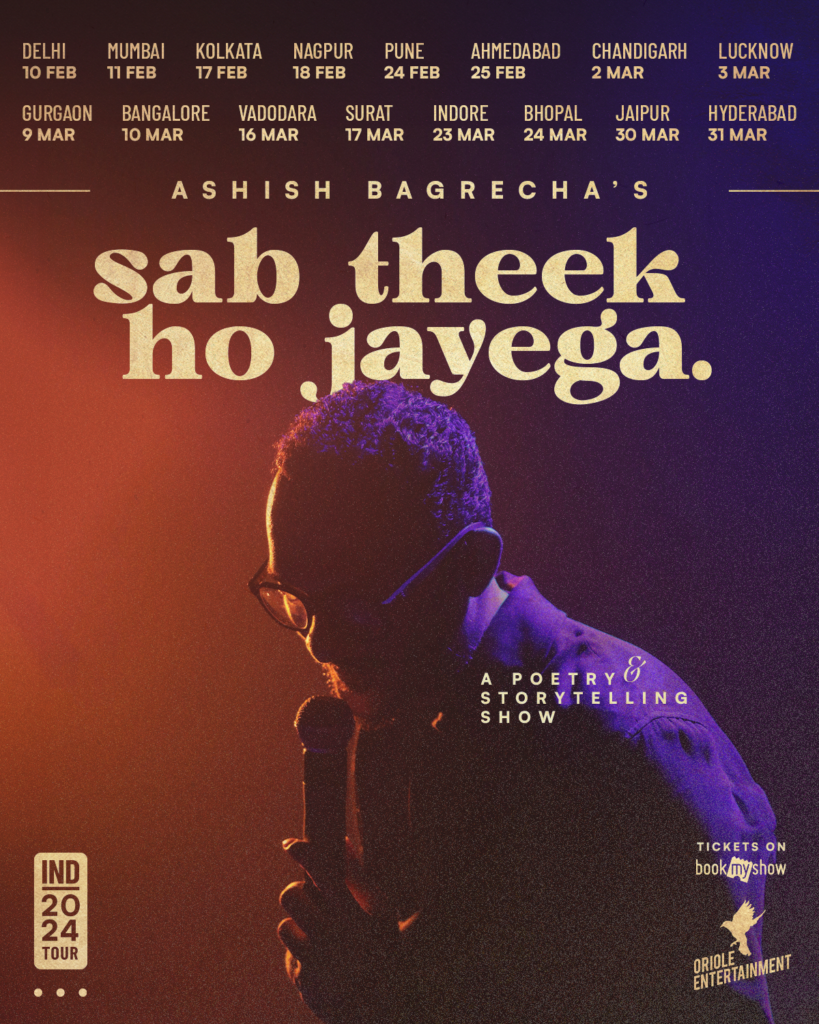 DELHI MUMBAI KOLKATA NAGPUR PUNE AHMEDABAD CHANDIGARH LUCKNOW
10 FEB 11 FEB 17 FEB 18 FEB 24 FEB 25 FEB 2 MAR 3 MAR
GURGAON BANGALORE VADODARA SURAT INDORE BHOPAL JAIPUR HYDERABAD
9 MAR 10 MAR 16 MAR 17 MAR 23 MAR 24 MAR 30 MAR 31 MAR
ASHISH BAGRECHA'S
sab theek
ho jayega.
A POETRY &
STORYTELLING
SHOW
TICKETS ON
bookmyshow
IND
20
24
TOUR
ORIOLE
ENTERTAINMENT